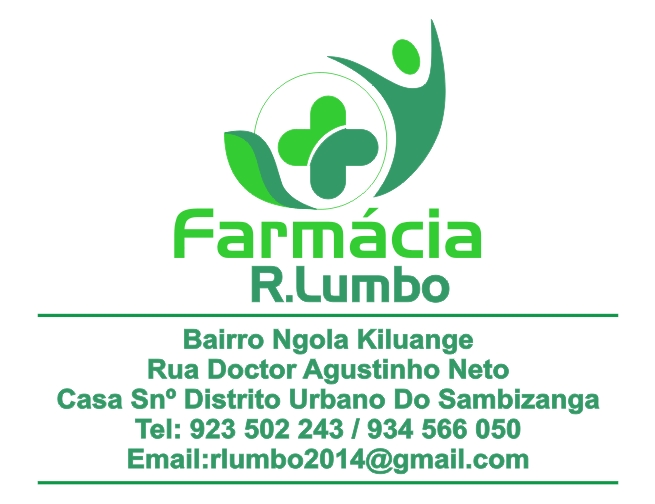 Farmácia
R.Lumbo
Bairro Ngola Kiluange
Rua Doctor Agustinho Neto
Casa Snº Distrito Urbano Do Sambizanga
Tel: 923 502 243 / 934 566 050
Email:rlumbo2014@gmail.com